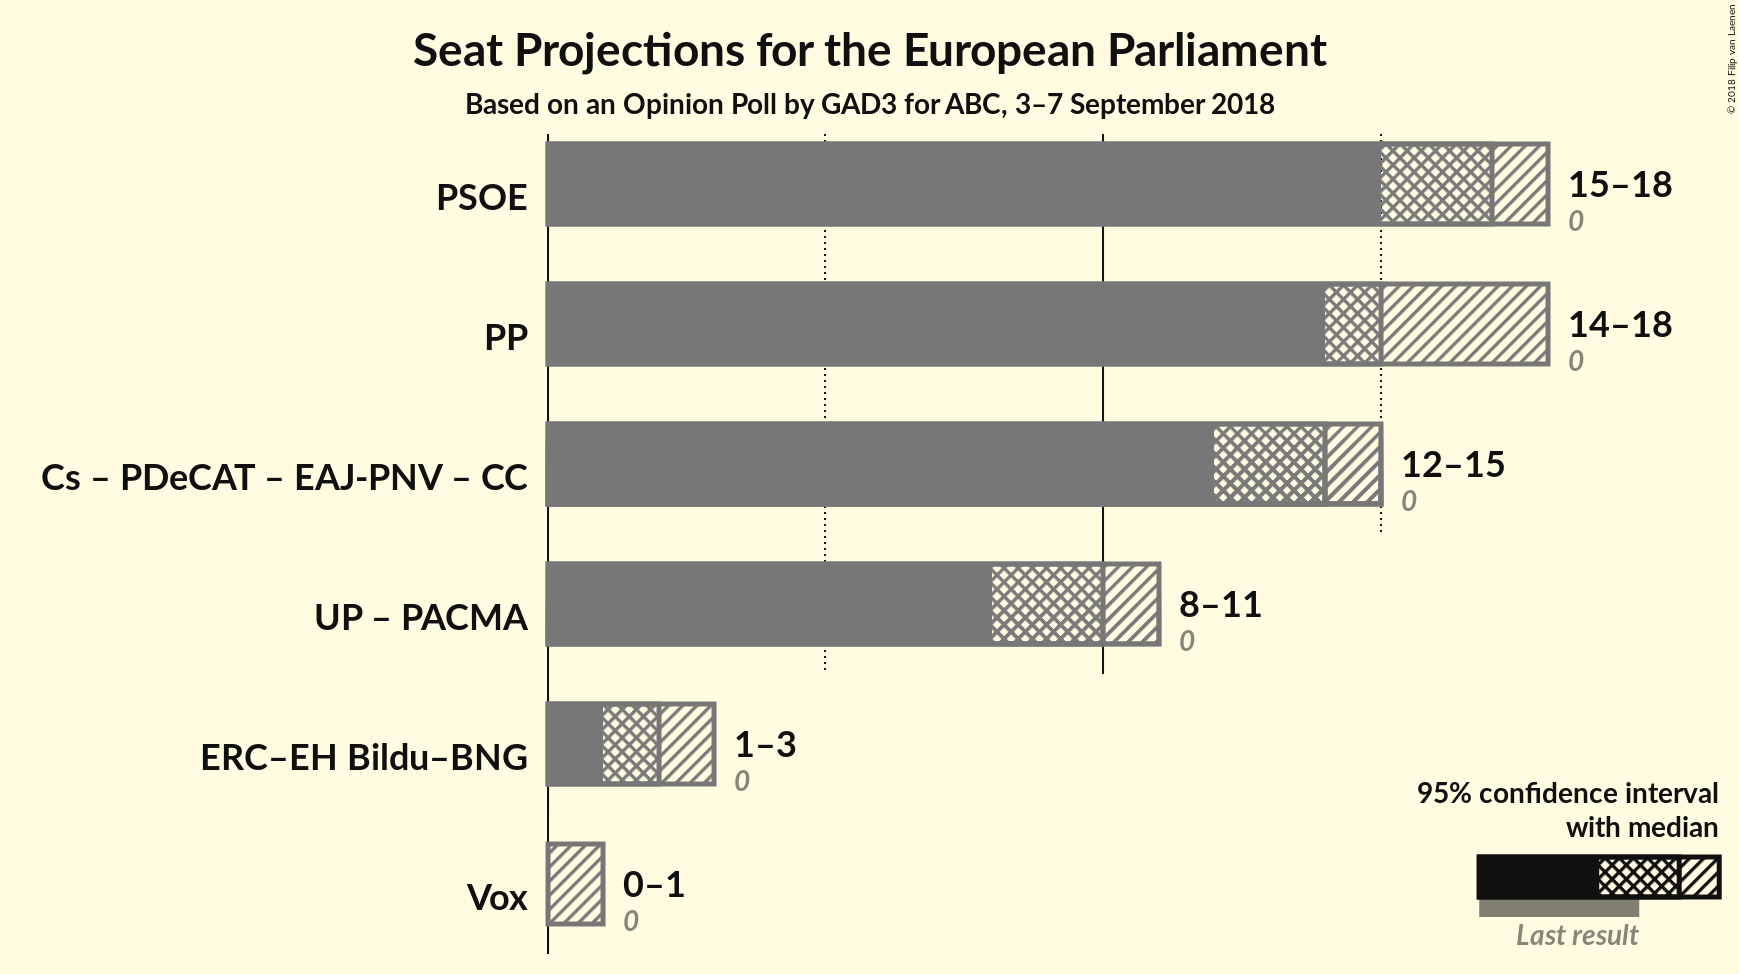 Seat Projections for the European Parliament
Based on an Opinion Poll by GAD3 for ABC, 3–7 September 2018
© 2018 Filip van Laenen
PSOE
15–18
0
PP
14–18
0
Cs – PDeCAT – EAJ-PNV – CC
12–15
0
UP – PACMA
8–11
0
ERC–EH Bildu–BNG
1–3
0
Vox
0–1
0
95% confidence interval
with median
Last result